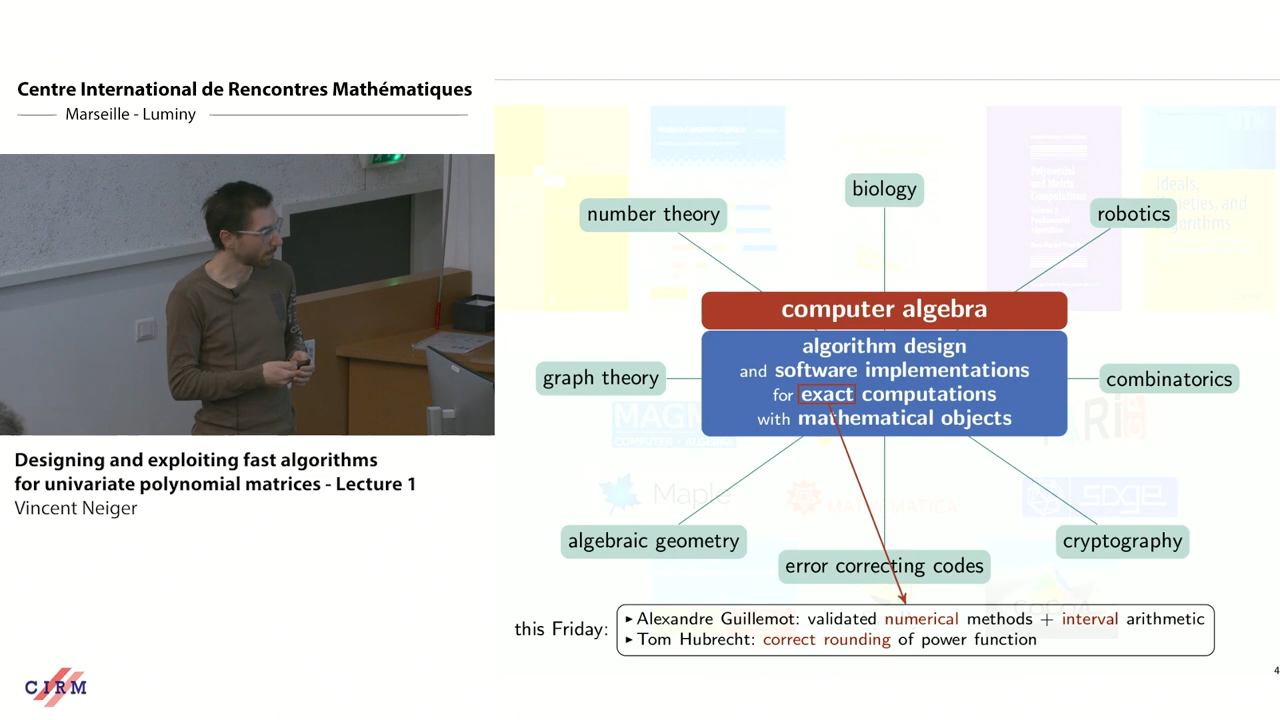 Centre International de Rencontres Mathématiques
Marseille - Luminy
Designing and exploiting fast algorithms
for univariate polynomial matrices - Lecture 1
Vincent Neiger
CIRM
biology
number theory
robotics
computer algebra
algorithm design
and software implementations
for exact computations
with mathematical objects
graph theory
combinatorics
Maple
algebraic geometry
cryptography
error correcting codes
this Friday:
▸ Alexandre Guillemot: validated numerical methods + interval arithmetic
▸ Tom Hubrecht: correct rounding of power function
4